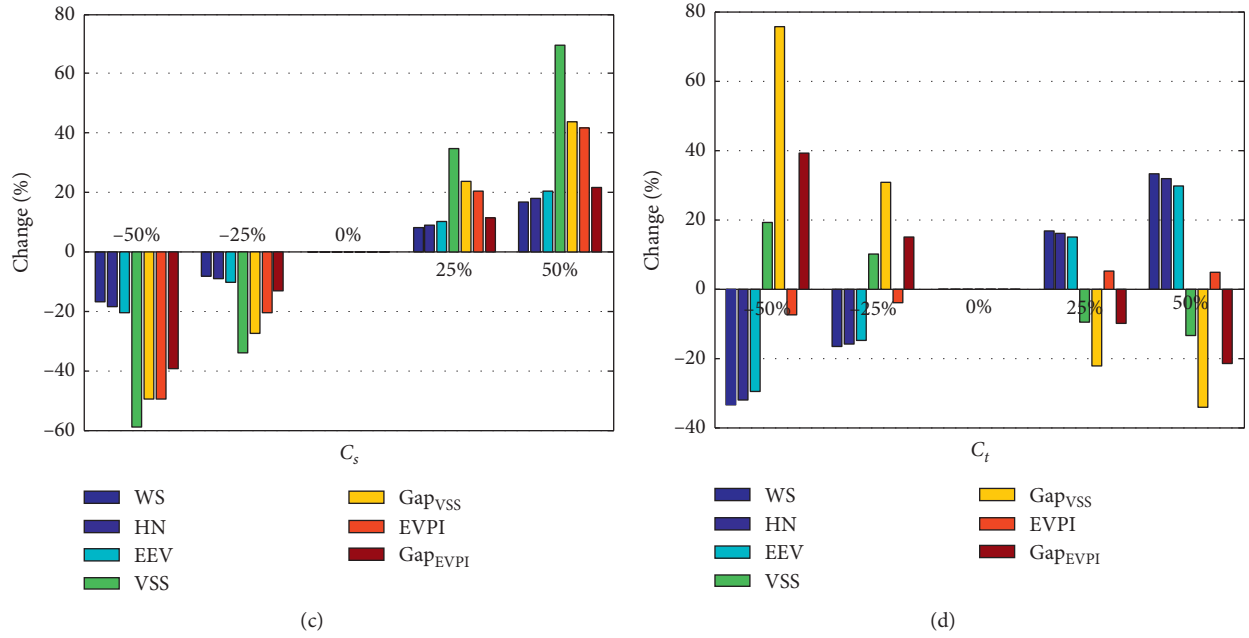 80
60
40
20
0
−20
−40
−60
Change (%)
−50%
−25%
0%
25%
50%
C_s
WS
HN
EEV
VSS
Gap_VSS
EVPI
Gap_EVPI
(c)
80
60
40
20
0
−20
−40
Change (%)
−50%
−25%
0%
25%
50%
C_t
WS
HN
EEV
VSS
Gap_VSS
EVPI
Gap_EVPI
(d)